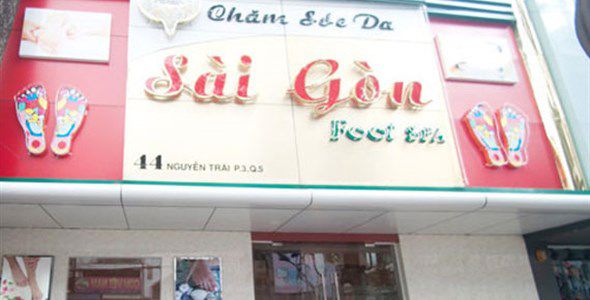 Chăm Sóc Da
Sài Gòn
Foot SPA
44 NGUYỄN TRÃI P.3,Q.5